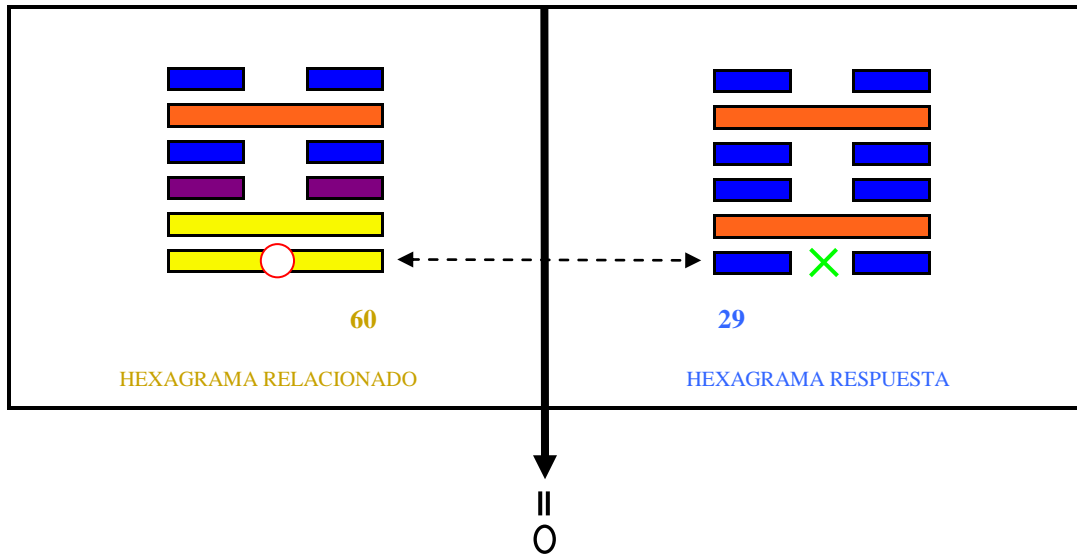 60
29
HEXAGRAMA RELACIONADO
HEXAGRAMA RESPUESTA
=
O